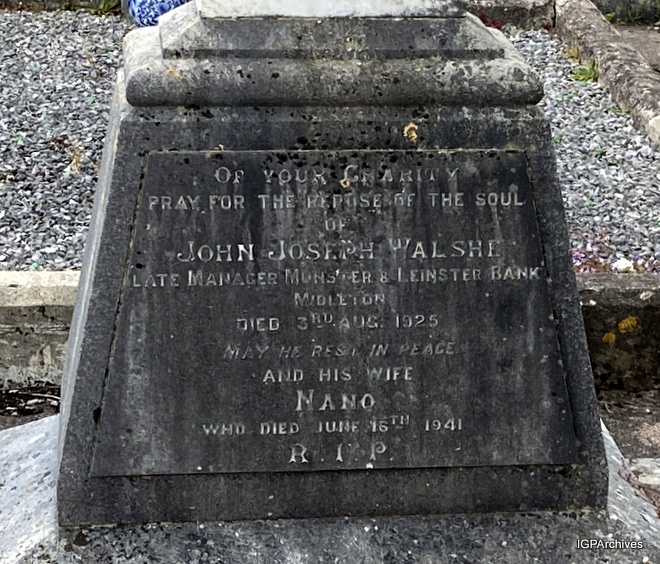 OF YOUR CHARITY
PRAY FOR THE REPOSE OF THE SOUL
OF
JOHN JOSEPH WALSHE
LATE MANAGER MUNSTER & LEINSTER BANK
MIDLETON
DIED 3RD AUG. 1925
MAY HE REST IN PEACE
AND HIS WIFE
NANO
WHO DIED JUNE 16TH 1941
R.I.P.
IGPArchives